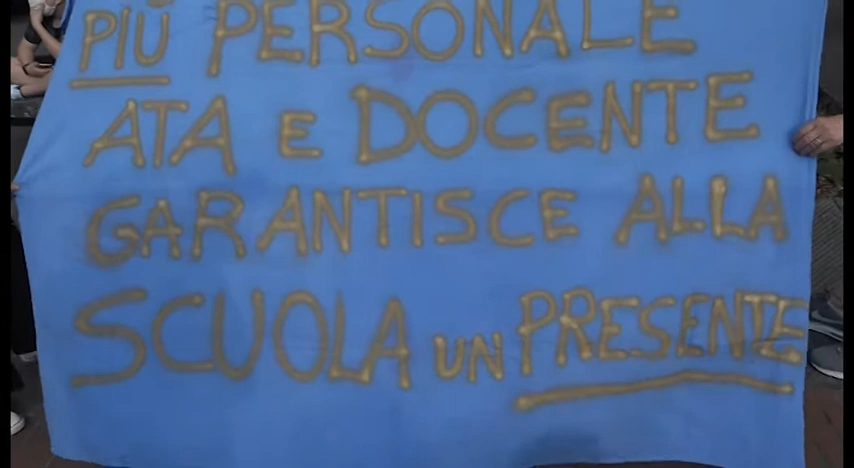 PIÙ PERSONALE
ATA E DOCENTE
GARANTISCE ALLA
SCUOLA UN PRESENTE